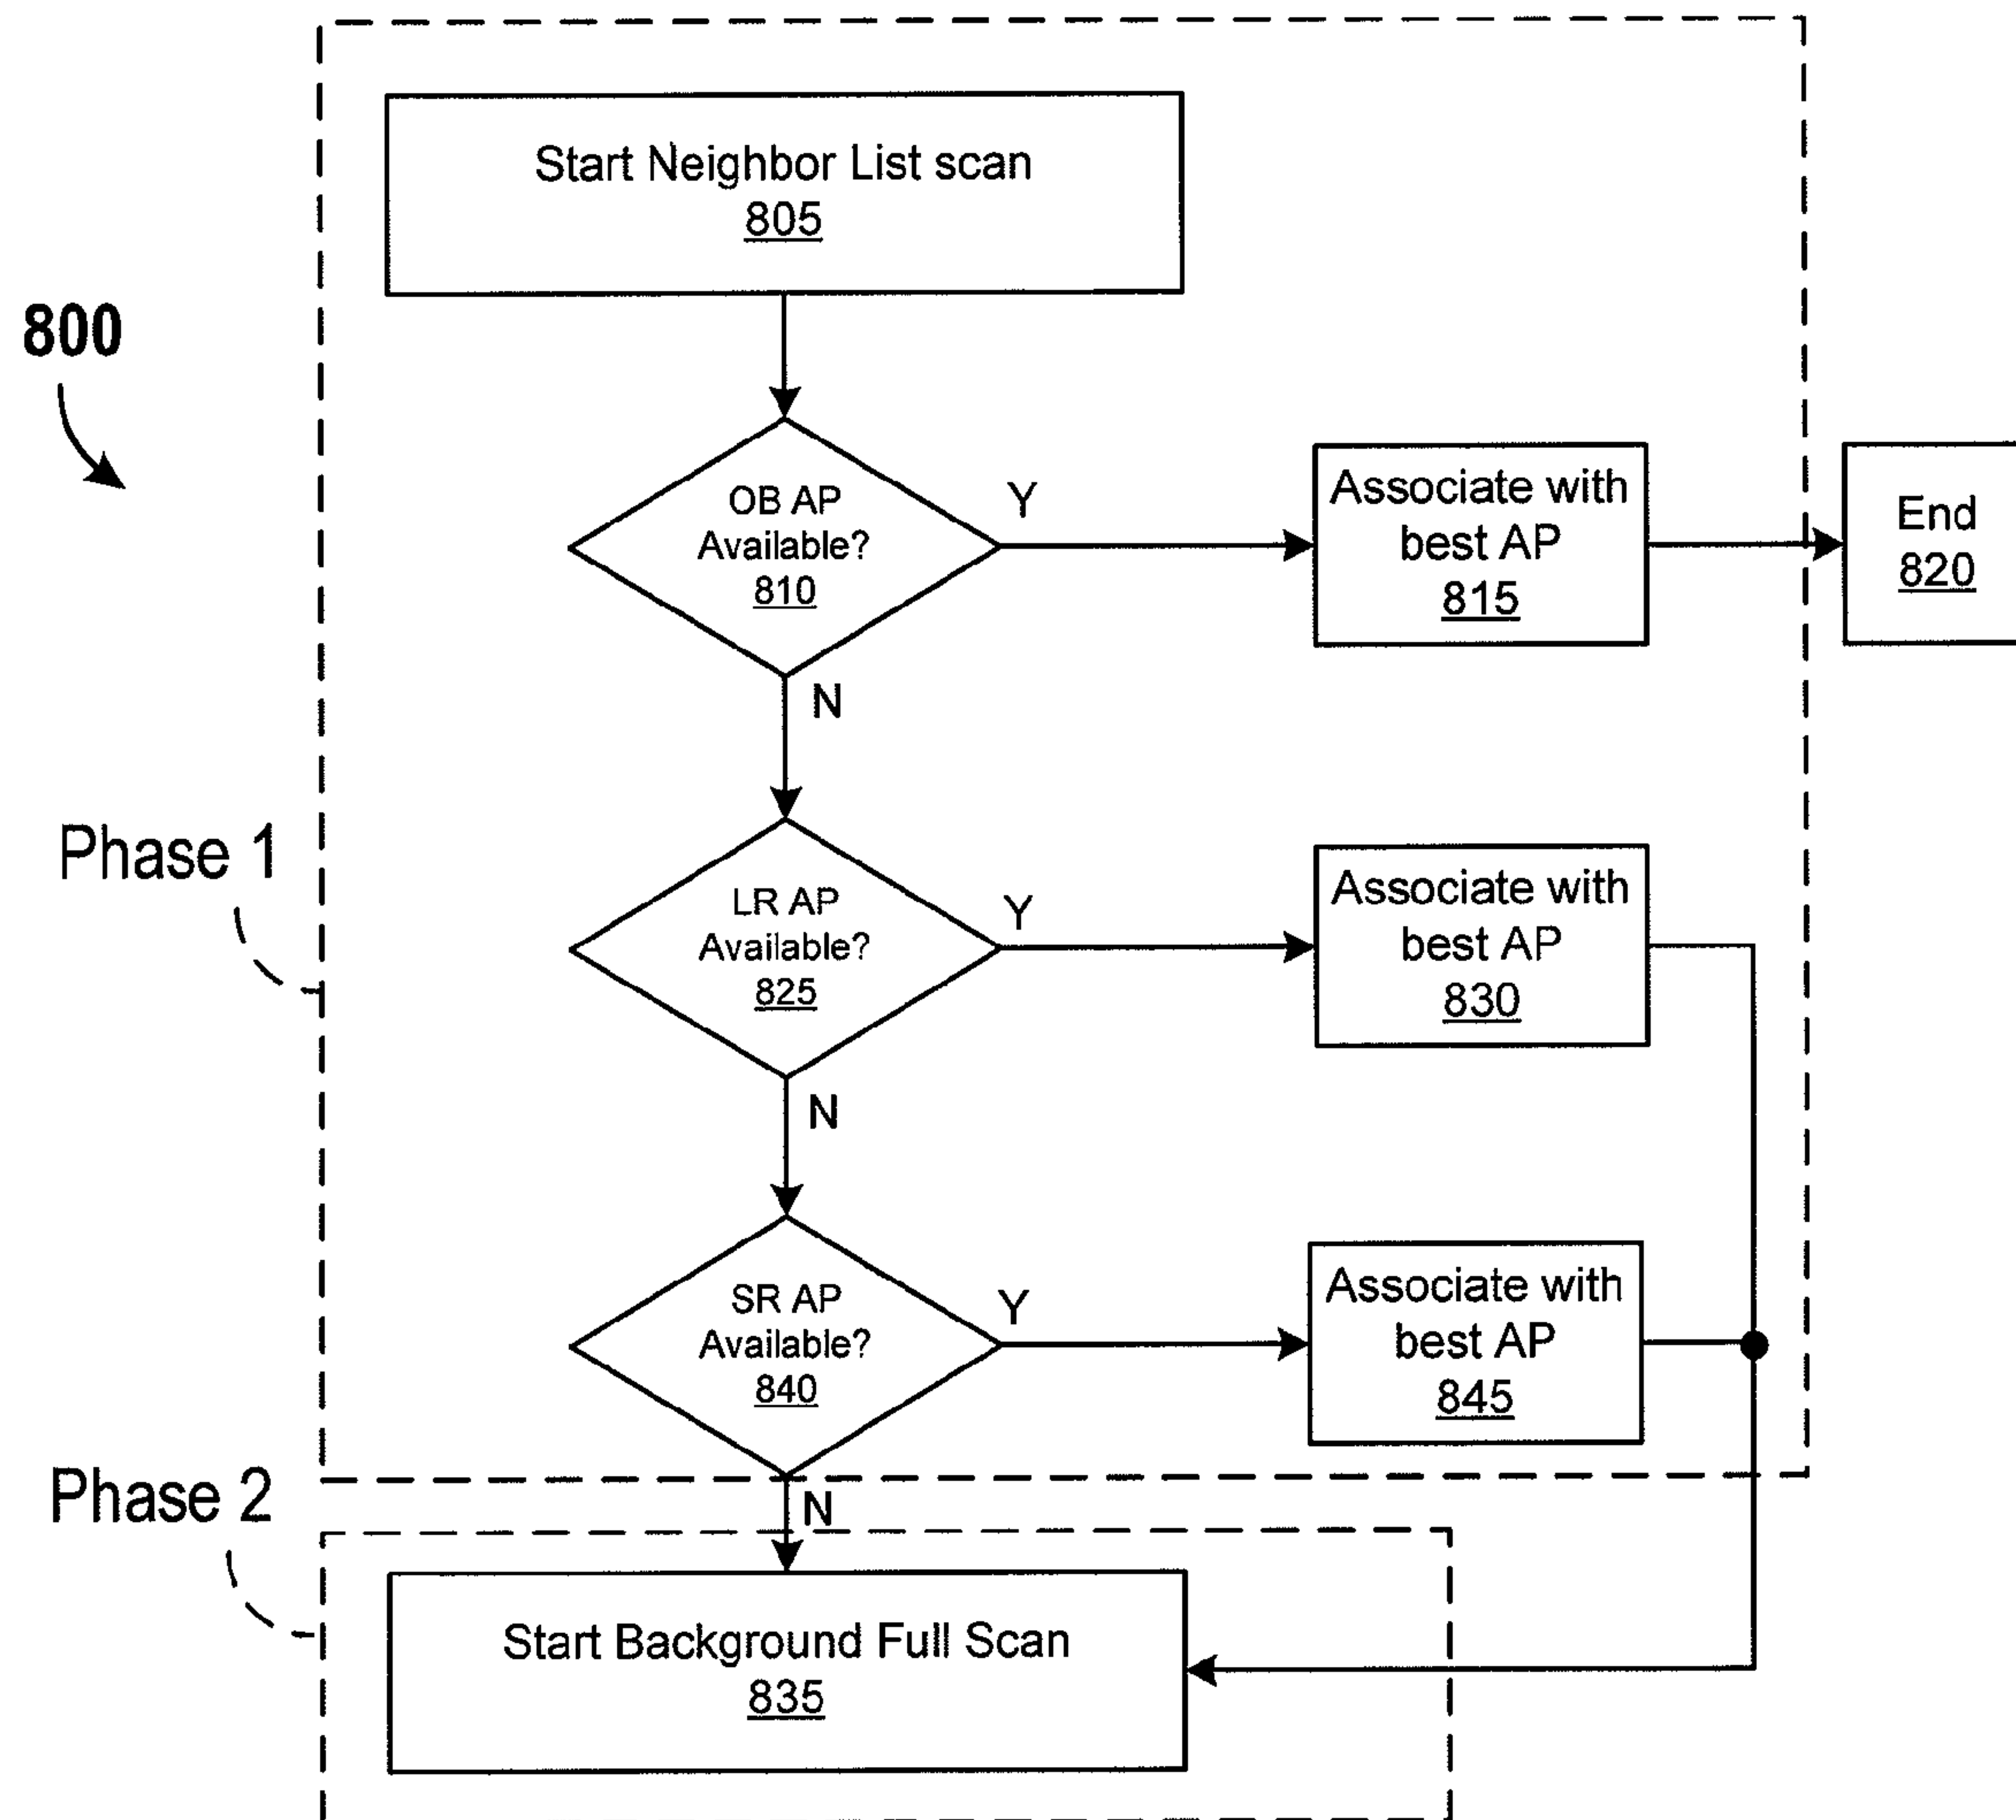 Start Neighbor List scan
805
800
OB AP
Available?
810
Y
Associate with
best AP
815
End
820
N
Phase 1
LR AP
Available?
825
Y
Associate with
best AP
830
N
SR AP
Available?
840
Y
Associate with
best AP
845
Phase 2
N
Start Background Full Scan
835